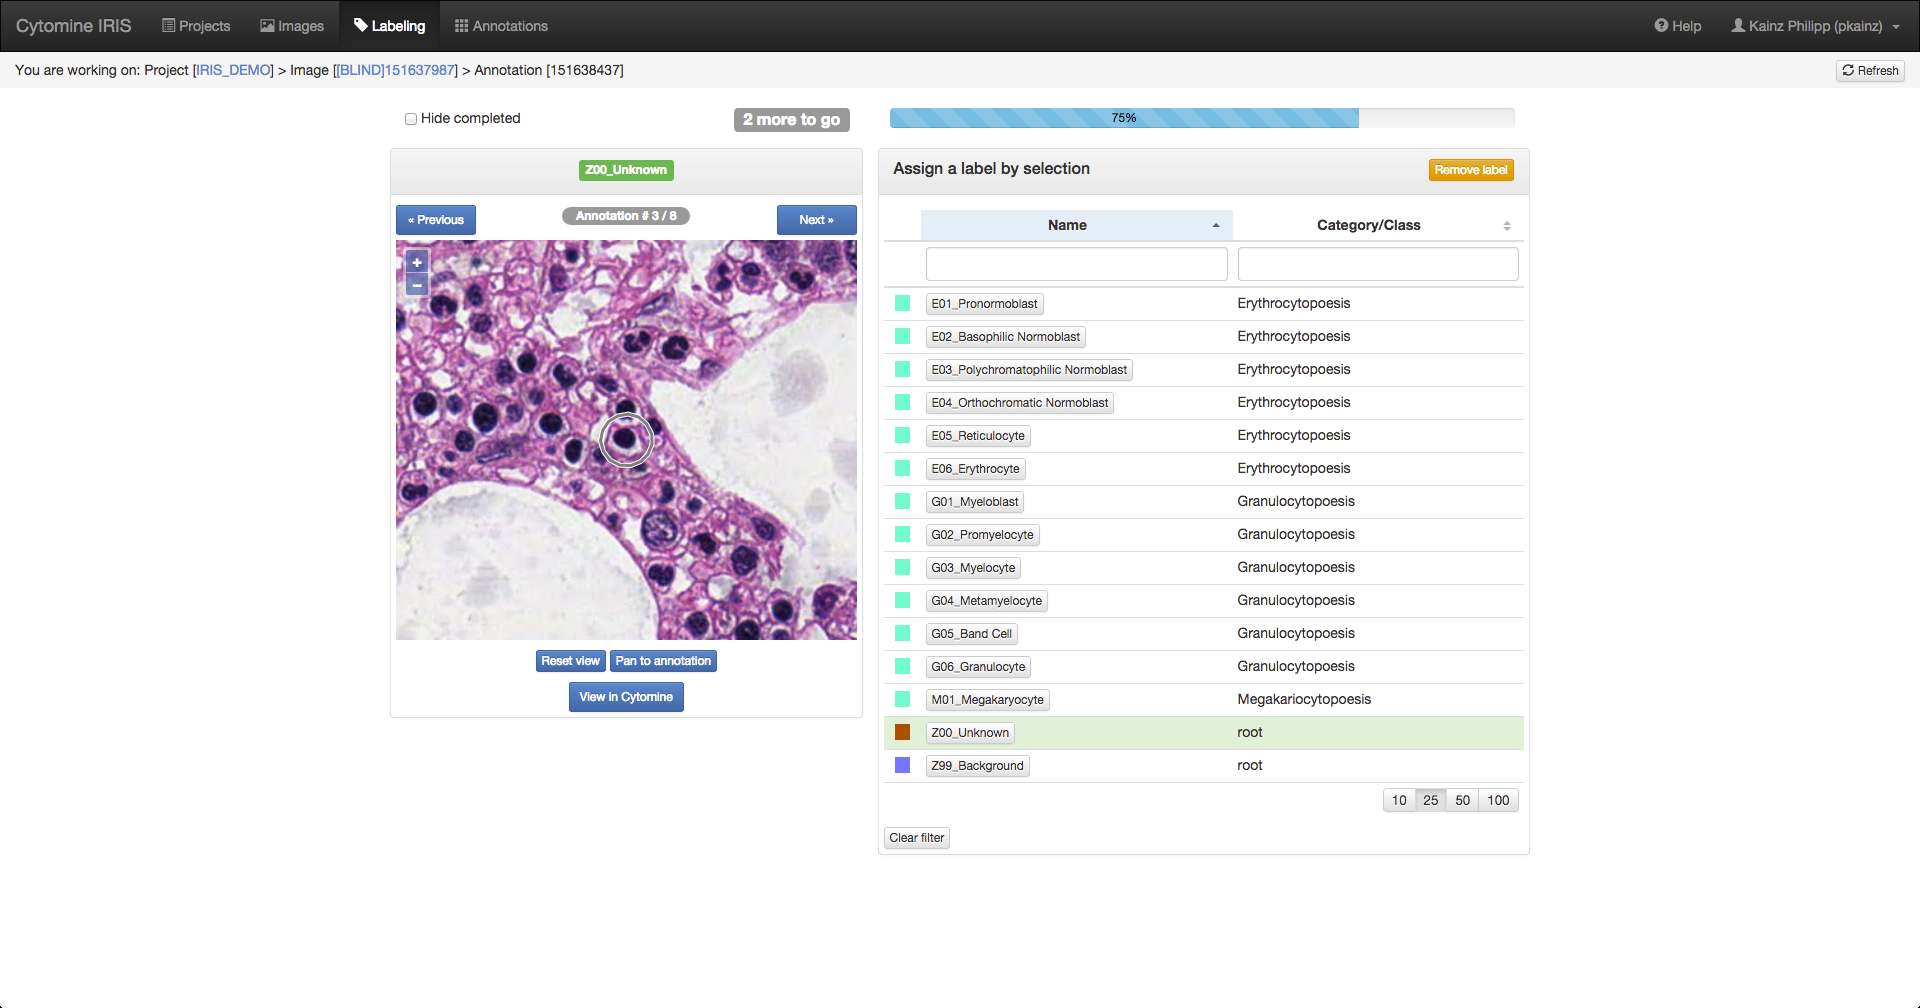 Cytomine IRIS Projects Images Labeling Annotations Help Kainz Philipp (pkainz)
You are working on: Project [IRIS_DEMO] > Image [[BLIND]151637987] > Annotation [151638437] Refresh
Hide completed 2 more to go 75%
Z00_Unknown
« Previous Annotation # 3 / 8 Next »
+
−
Reset view Pan to annotation
View in Cytomine
Assign a label by selection Remove label
Name Category/Class
E01_Pronormoblast Erythrocytopoesis
E02_Basophilic Normoblast Erythrocytopoesis
E03_Polychromatophilic Normoblast Erythrocytopoesis
E04_Orthochromatic Normoblast Erythrocytopoesis
E05_Reticulocyte Erythrocytopoesis
E06_Erythrocyte Erythrocytopoesis
G01_Myeloblast Granulocytopoesis
G02_Promyelocyte Granulocytopoesis
G03_Myelocyte Granulocytopoesis
G04_Metamyelocyte Granulocytopoesis
G05_Band Cell Granulocytopoesis
G06_Granulocyte Granulocytopoesis
M01_Megakaryocyte Megakariocytopoesis
Z00_Unknown root
Z99_Background root
10 25 50 100
Clear filter